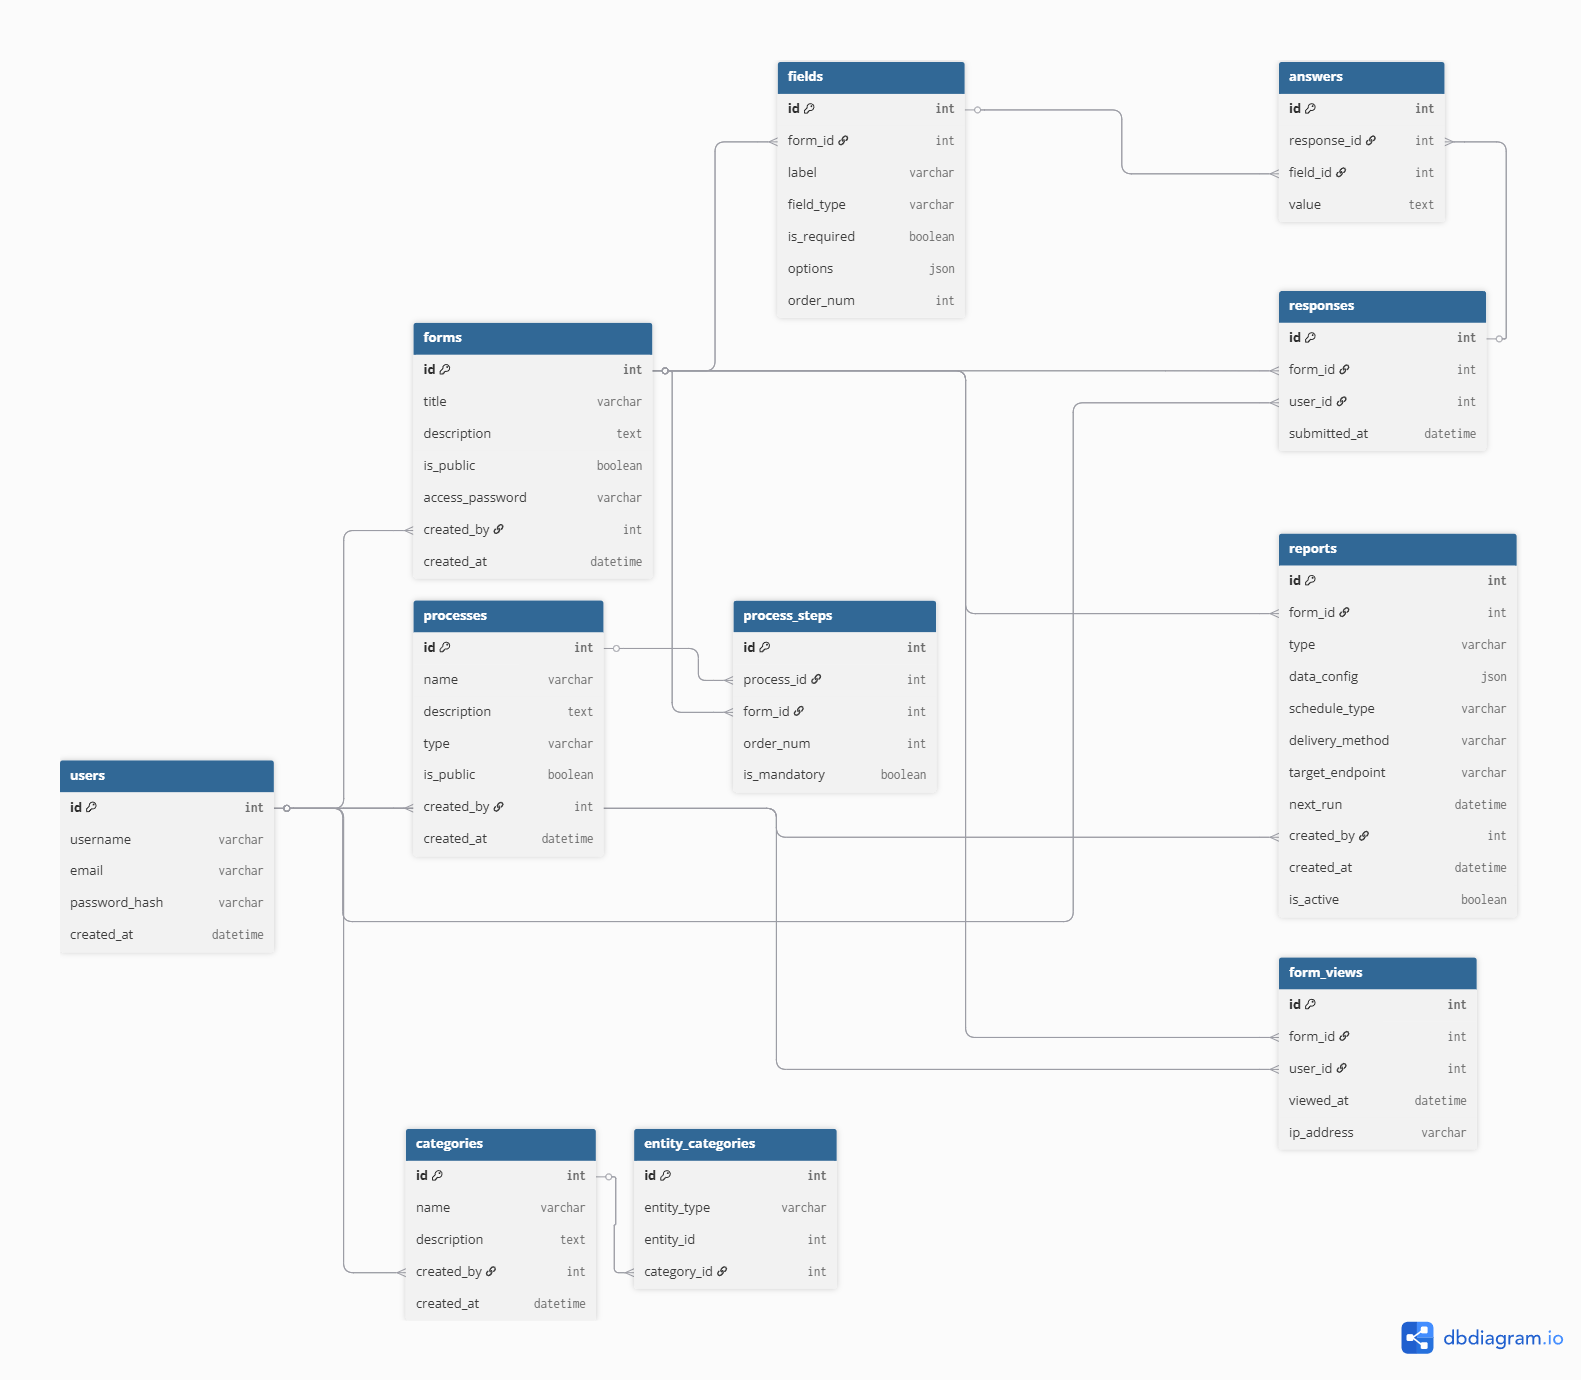 fields
id int
form_id int
label varchar
field_type varchar
is_required boolean
options json
order_num int
answers
id int
response_id int
field_id int
value text
responses
id int
form_id int
user_id int
submitted_at datetime
forms
id int
title varchar
description text
is_public boolean
access_password varchar
created_by int
created_at datetime
reports
id int
form_id int
type varchar
data_config json
schedule_type varchar
delivery_method varchar
target_endpoint varchar
next_run datetime
created_by int
created_at datetime
is_active boolean
processes
id int
name varchar
description text
type varchar
is_public boolean
created_by int
created_at datetime
process_steps
id int
process_id int
form_id int
order_num int
is_mandatory boolean
users
id int
username varchar
email varchar
password_hash varchar
created_at datetime
form_views
id int
form_id int
user_id int
viewed_at datetime
ip_address varchar
categories
id int
name varchar
description text
created_by int
created_at datetime
entity_categories
id int
entity_type varchar
entity_id int
category_id int
dbdiagram.io